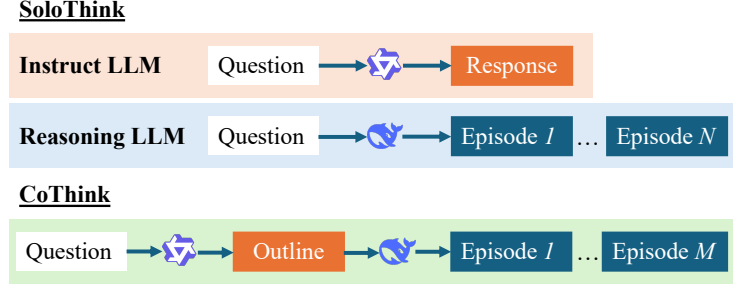 SoloThink
Instruct LLM Question Response
Reasoning LLM Question Episode 1 … Episode N
CoThink
Question Outline Episode 1 … Episode M